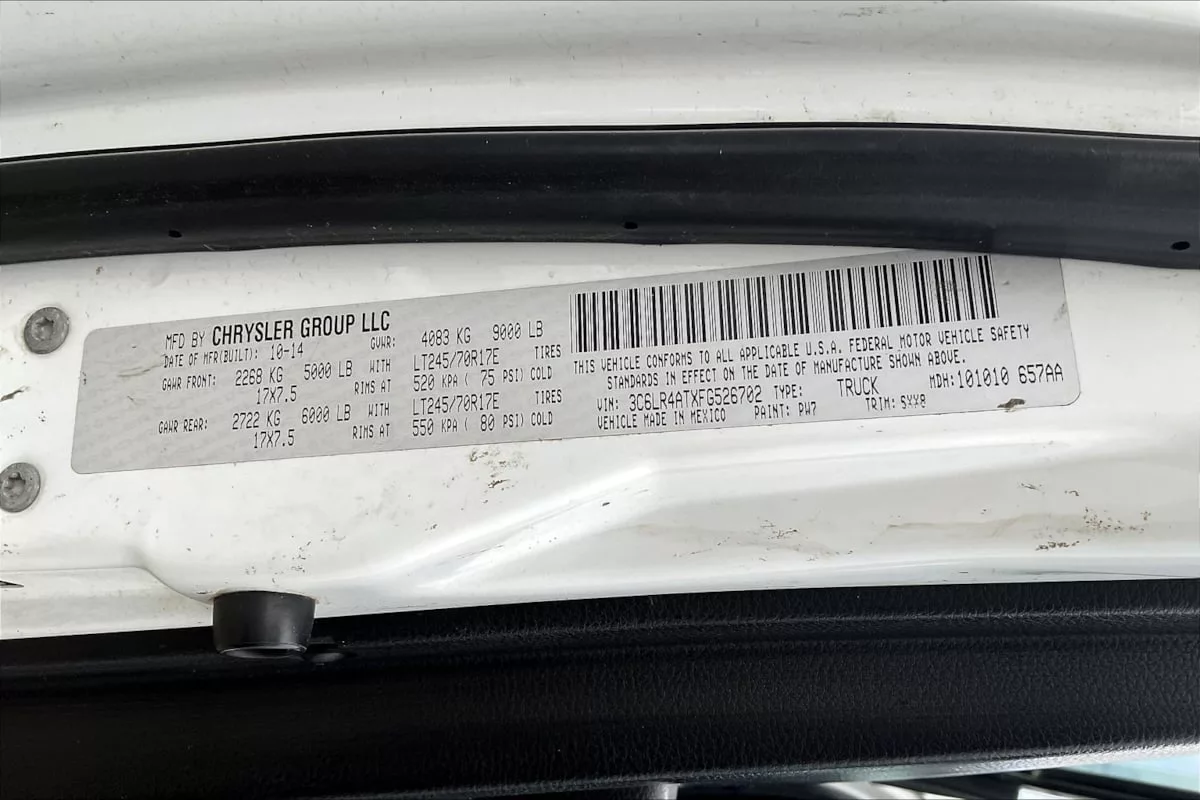 MFD BY CHRYSLER GROUP LLC
DATE OF MFR(BUILT): 10-14 GVWR: 4083 KG 9000 LB
GAWR FRONT: 2268 KG 5000 LB WITH LT245/70R17E TIRES
17X7.5 RIMS AT 520 KPA ( 75 PSI) COLD
GAWR REAR: 2722 KG 6000 LB WITH LT245/70R17E TIRES
17X7.5 RIMS AT 550 KPA ( 80 PSI) COLD
THIS VEHICLE CONFORMS TO ALL APPLICABLE U.S.A. FEDERAL MOTOR VEHICLE SAFETY
STANDARDS IN EFFECT ON THE DATE OF MANUFACTURE SHOWN ABOVE.
VIN: 3C6LR4ATXFG526702 TYPE: TRUCK MDH: 101010 657AA
VEHICLE MADE IN MEXICO PAINT: PW7 TRIM: